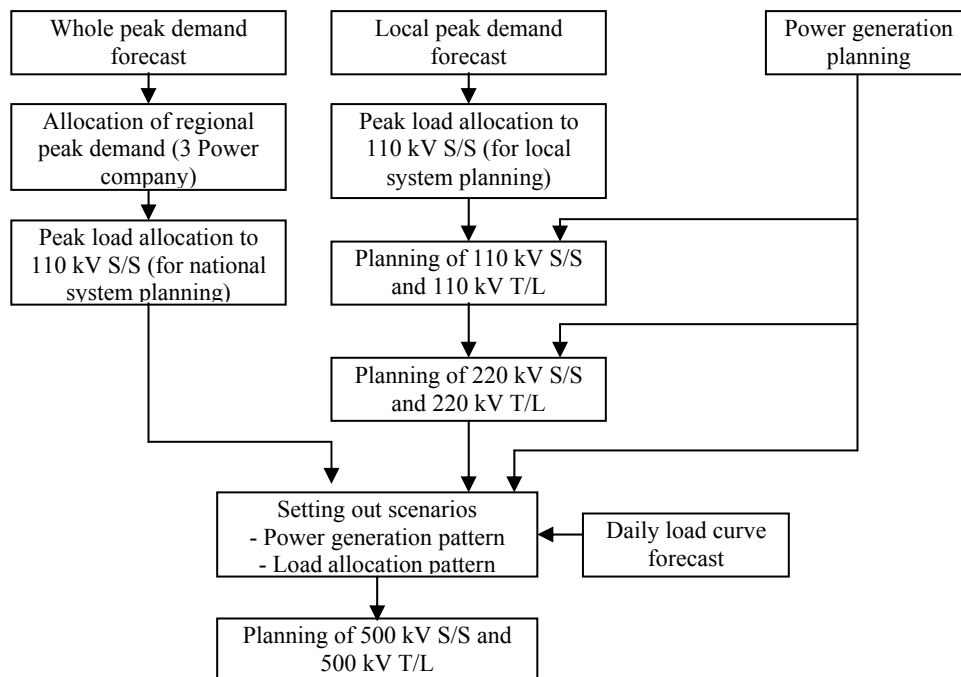 Whole peak demand
forecast
Local peak demand
forecast
Power generation
planning
Allocation of regional
peak demand (3 Power
company)
Peak load allocation to
110 kV S/S (for local
system planning)
Peak load allocation to
110 kV S/S (for national
system planning)
Planning of 110 kV S/S
and 110 kV T/L
Planning of 220 kV S/S
and 220 kV T/L
Setting out scenarios
- Power generation pattern
- Load allocation pattern
Daily load curve
forecast
Planning of 500 kV S/S and
500 kV T/L